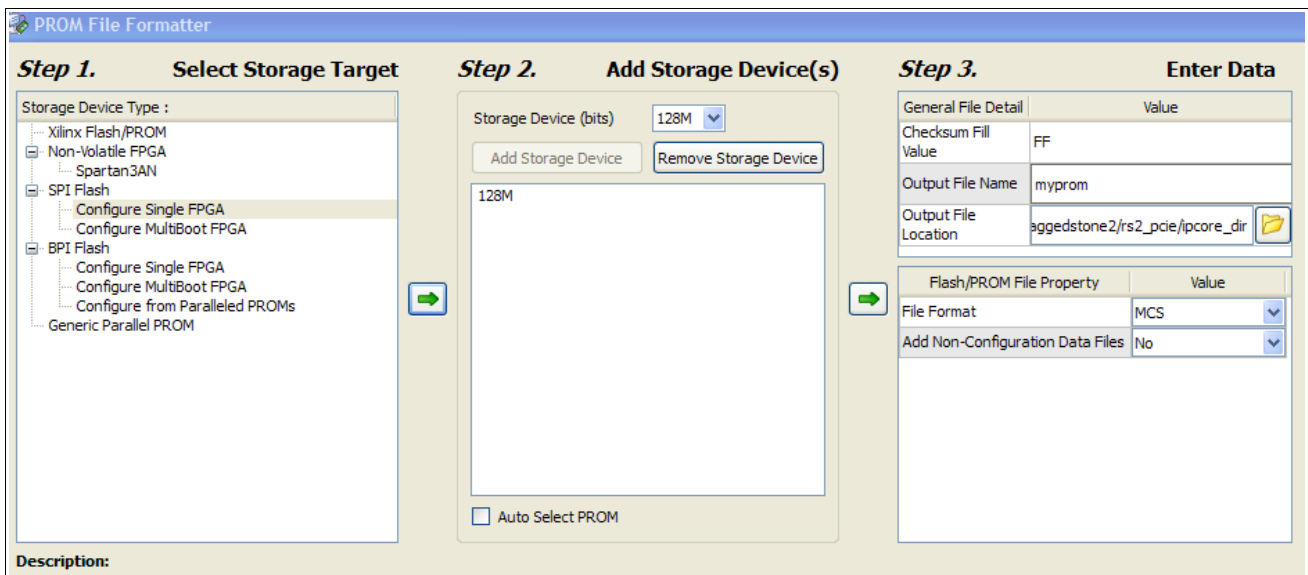 PROM File Formatter
Step 1. Select Storage Target
Storage Device Type :
Xilinx Flash/PROM
Non-Volatile FPGA
Spartan3AN
SPI Flash
Configure Single FPGA
Configure MultiBoot FPGA
BPI Flash
Configure Single FPGA
Configure MultiBoot FPGA
Configure from Paralleled PROMs
Generic Parallel PROM
Step 2. Add Storage Device(s)
Storage Device (bits) 128M
Add Storage Device Remove Storage Device
128M
Auto Select PROM
Step 3. Enter Data
General File Detail Value
Checksum Fill
Value FF
Output File Name myprom
Output File
Location aggedstone2/rs2_pcie/ipcore_dir
Flash/PROM File Property Value
File Format MCS
Add Non-Configuration Data Files No
Description: